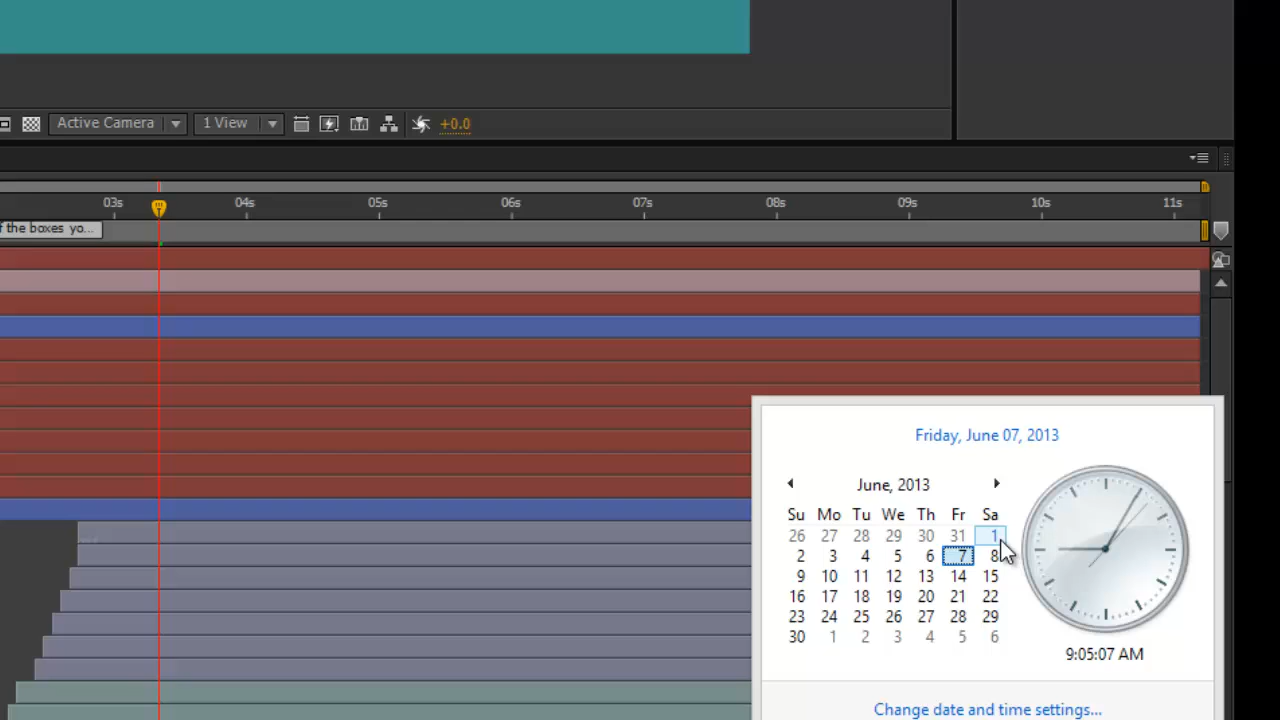 Active Camera 1 View +0.0
03s 04s 05s 06s 07s 08s 09s 10s 11s
f the boxes yo...
Friday, June 07, 2013
June, 2013
Su Mo Tu We Th Fr Sa
26 27 28 29 30 31 1
2 3 4 5 6 7 8
9 10 11 12 13 14 15
16 17 18 19 20 21 22
23 24 25 26 27 28 29
30 1 2 3 4 5 6
9:05:07 AM
Change date and time settings...